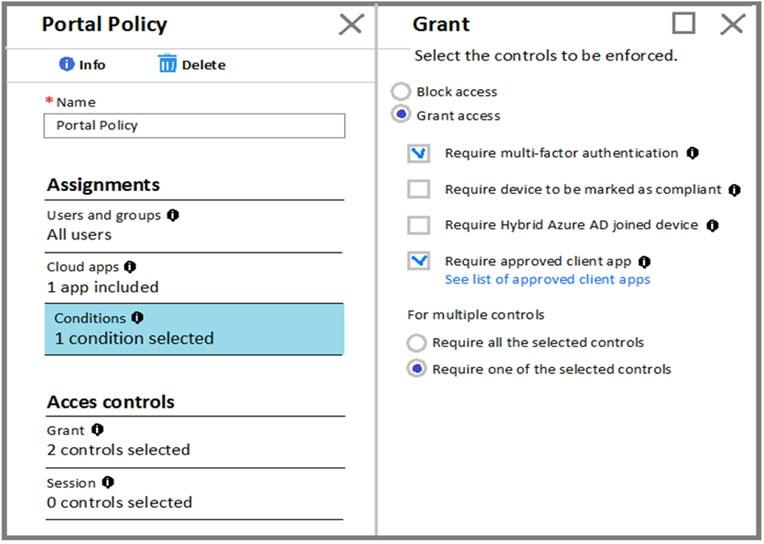 Portal Policy
Info Delete
* Name
Portal Policy
Assignments
Users and groups
All users
Cloud apps
1 app included
Conditions
1 condition selected
Acces controls
Grant
2 controls selected
Session
0 controls selected
Grant
Select the controls to be enforced.
Block access
Grant access
Require multi-factor authentication
Require device to be marked as compliant
Require Hybrid Azure AD joined device
Require approved client app
See list of approved client apps
For multiple controls
Require all the selected controls
Require one of the selected controls